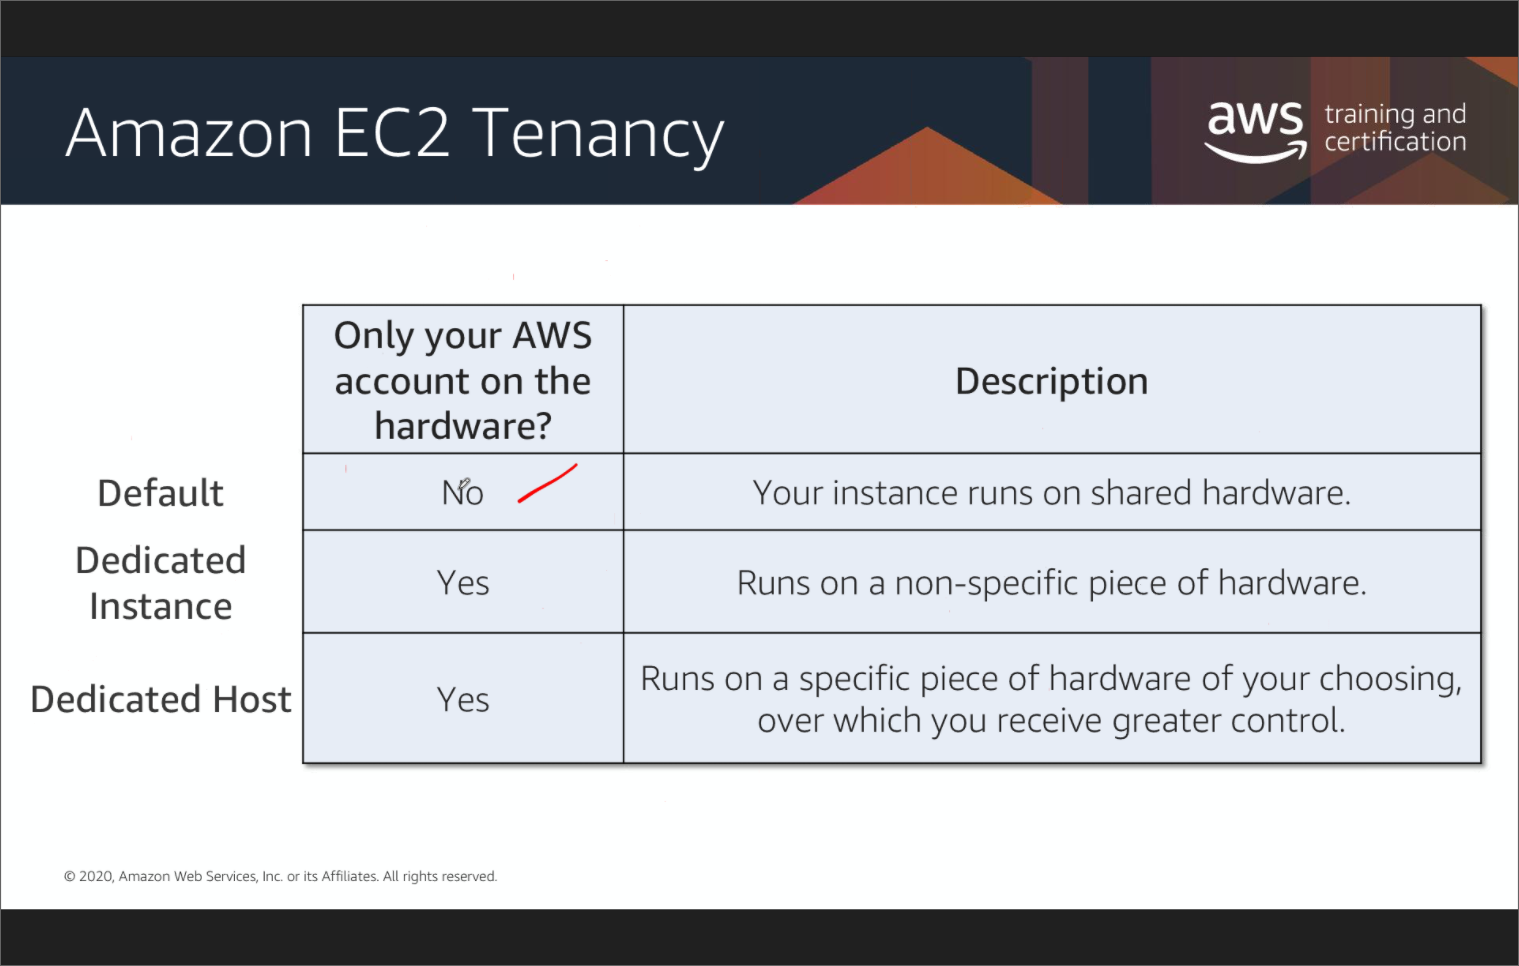 Amazon EC2 Tenancy
aws training and
certification
Only your AWS
account on the
hardware?
Description
Default
No
Your instance runs on shared hardware.
Dedicated
Instance
Yes
Runs on a non-specific piece of hardware.
Dedicated Host
Yes
Runs on a specific piece of hardware of your choosing,
over which you receive greater control.
© 2020, Amazon Web Services, Inc. or its Affiliates. All rights reserved.